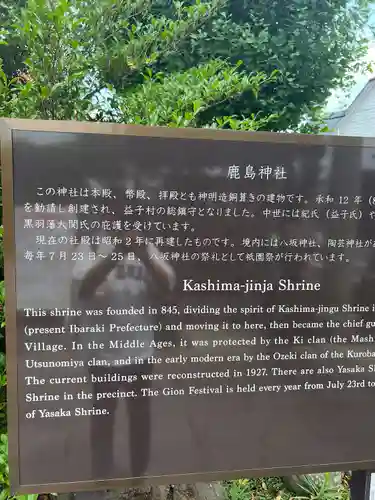 鹿島神社
この神社は本殿、幣殿、拝殿とも神明造銅葺の建物です。承和 12 年（8
を勧請し創建され、益子村の総鎮守となりました。中世には紀氏（益子氏）や
黒羽藩大関氏の庇護を受けています。
現在の社殿は昭和 2 年に再建したものです。境内には八坂神社、陶芸神社が
毎年 7 月 23 日～ 25 日、八坂神社の祭礼として祇園祭が行われています。
Kashima-jinja Shrine
This shrine was founded in 845, dividing the spirit of Kashima-jingu Shrine i
(present Ibaraki Prefecture) and moving it to here, then became the chief gu
Village. In the Middle Ages, it was protected by the Ki clan (the Mash
Utsunomiya clan, and in the early modern era by the Ozeki clan of the Kuroba
The current buildings were reconstructed in 1927. There are also Yasaka S
Shrine in the precinct. The Gion Festival is held every year from July 23rd to
of Yasaka Shrine.